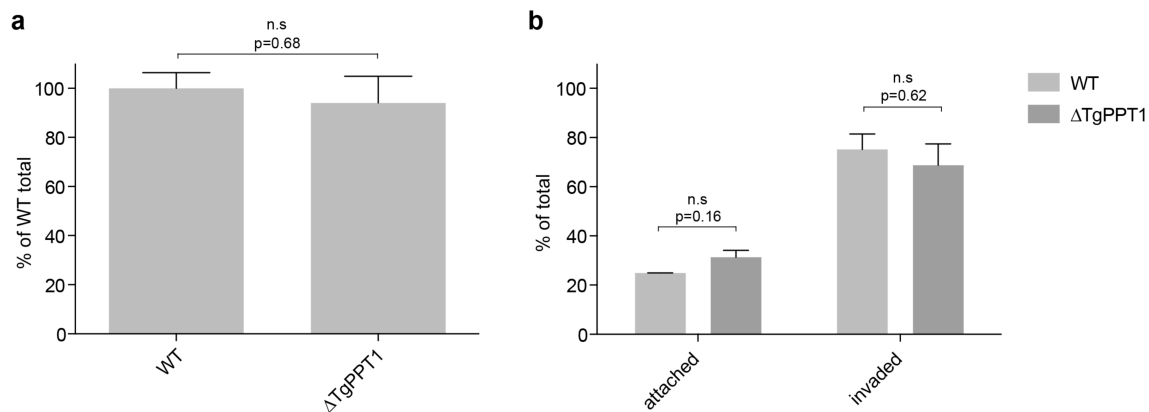 a
n.s
p=0.68
% of WT total
100
80
60
40
20
0
WT
ΔTgPPT1
b
n.s
p=0.16
n.s
p=0.62
% of total
100
80
60
40
20
0
attached
invaded
WT
ΔTgPPT1